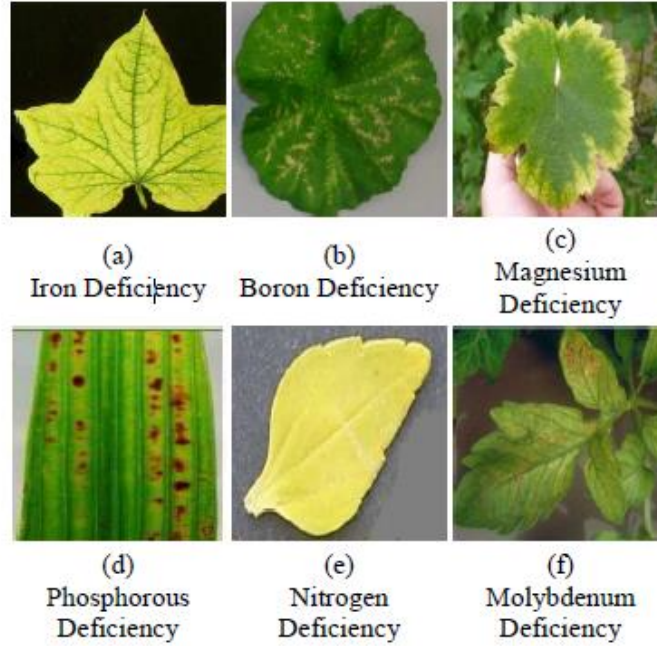 (a)
Iron Deficiency
(b)
Boron Deficiency
(c)
Magnesium
Deficiency
(d)
Phosphorous
Deficiency
(e)
Nitrogen
Deficiency
(f)
Molybdenum
Deficiency